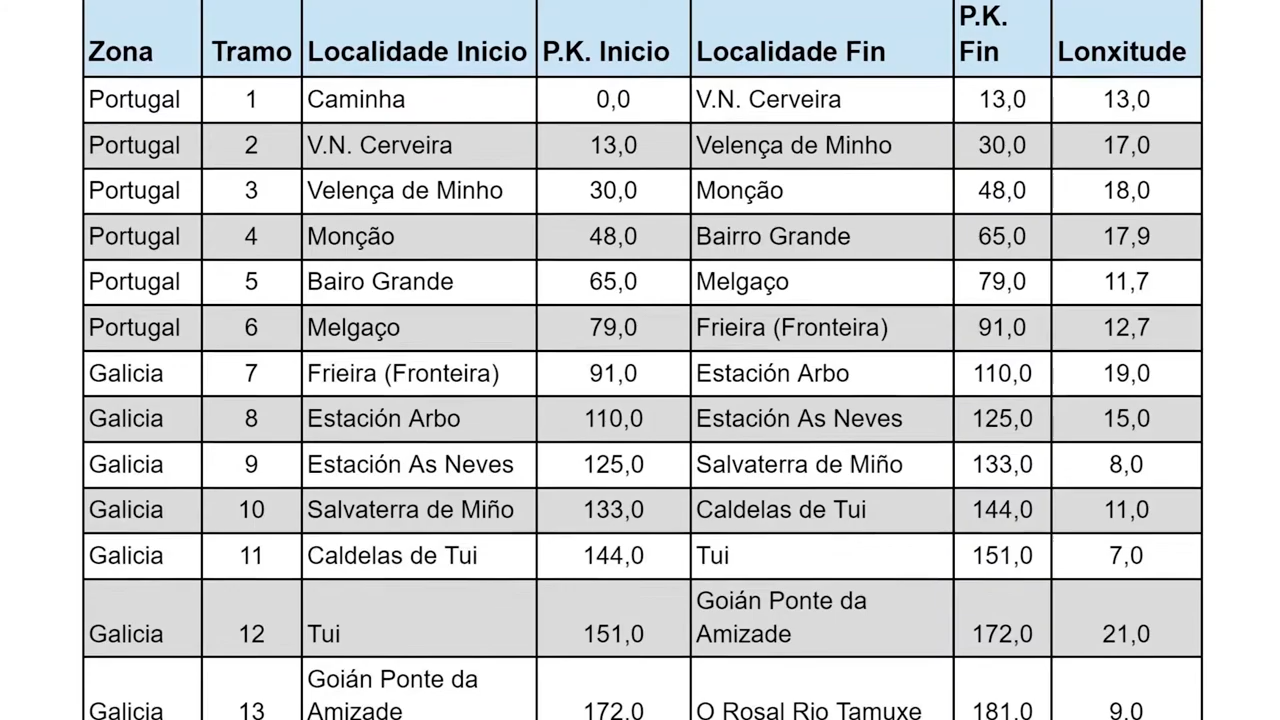 Zona Tramo Localidade Inicio P.K. Inicio Localidade Fin P.K. Fin Lonxitude
Portugal 1 Caminha 0,0 V.N. Cerveira 13,0 13,0
Portugal 2 V.N. Cerveira 13,0 Velença de Minho 30,0 17,0
Portugal 3 Velença de Minho 30,0 Monção 48,0 18,0
Portugal 4 Monção 48,0 Bairro Grande 65,0 17,9
Portugal 5 Bairo Grande 65,0 Melgaço 79,0 11,7
Portugal 6 Melgaço 79,0 Frieira (Fronteira) 91,0 12,7
Galicia 7 Frieira (Fronteira) 91,0 Estación Arbo 110,0 19,0
Galicia 8 Estación Arbo 110,0 Estación As Neves 125,0 15,0
Galicia 9 Estación As Neves 125,0 Salvaterra de Miño 133,0 8,0
Galicia 10 Salvaterra de Miño 133,0 Caldelas de Tui 144,0 11,0
Galicia 11 Caldelas de Tui 144,0 Tui 151,0 7,0
Galicia 12 Tui 151,0 Goián Ponte da Amizade 172,0 21,0
Galicia 13 Goián Ponte da Amizade 172,0 O Rosal Rio Tamuxe 181,0 9,0